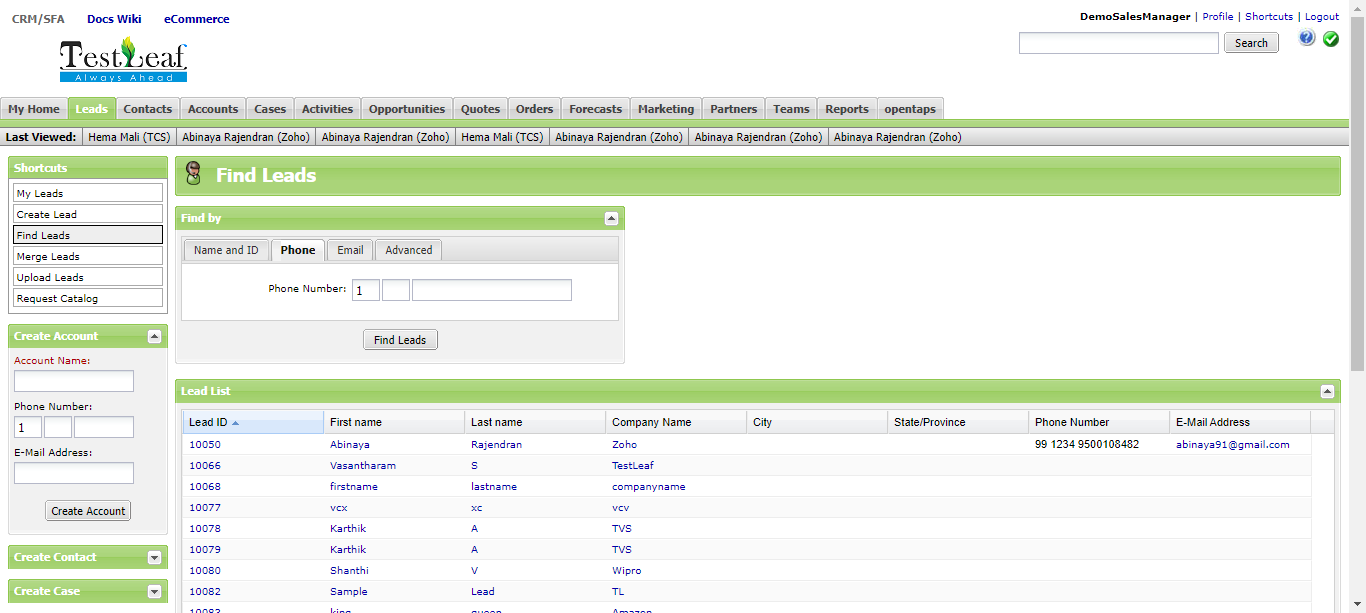 CRM/SFA Docs Wiki eCommerce
DemoSalesManager | Profile | Shortcuts | Logout
TestLeaf
Always Ahead
Search
My Home Leads Contacts Accounts Cases Activities Opportunities Quotes Orders Forecasts Marketing Partners Teams Reports opentaps
Last Viewed: Hema Mali (TCS) Abinaya Rajendran (Zoho) Abinaya Rajendran (Zoho) Hema Mali (TCS) Abinaya Rajendran (Zoho) Abinaya Rajendran (Zoho) Abinaya Rajendran (Zoho)
Shortcuts
My Leads
Create Lead
Find Leads
Merge Leads
Upload Leads
Request Catalog
Create Account
Account Name:
Phone Number:
1
E-Mail Address:
Create Account
Create Contact
Create Case
Find Leads
Find by
Name and ID Phone Email Advanced
Phone Number: 1
Find Leads
Lead List
Lead ID First name Last name Company Name City State/Province Phone Number E-Mail Address
10050 Abinaya Rajendran Zoho 99 1234 9500108482 abinaya91@gmail.com
10066 Vasantharam S TestLeaf
10068 firstname lastname companyname
10077 vcx xc vcv
10078 Karthik A TVS
10079 Karthik A TVS
10080 Shanthi V Wipro
10082 Sample Lead TL
10083 king queen Amazon